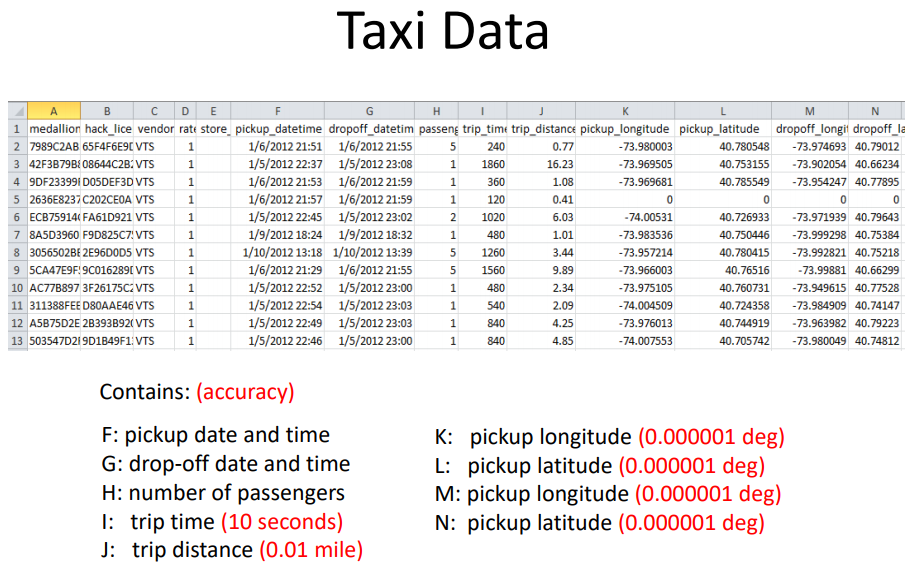 Taxi Data
A B C D E F G H I J K L M N
1 medallion hack_lice vendor rate store_ pickup_datetime dropoff_datetim passeng trip_time trip_distance pickup_longitude pickup_latitude dropoff_longit dropoff_la
2 7989C2AB 65F4F6E9D VTS 1 1/6/2012 21:51 1/6/2012 21:55 5 240 0.77 -73.980003 40.780548 -73.974693 40.79012
3 42F3B79B8 08644C2B2 VTS 1 1/5/2012 22:37 1/5/2012 23:08 1 1860 16.23 -73.969505 40.753155 -73.902054 40.66234
4 9DF23399F D05DEF3D VTS 1 1/6/2012 21:53 1/6/2012 21:59 1 360 1.08 -73.969681 40.785549 -73.954247 40.77895
5 2636E8237 C202CE0A VTS 1 1/6/2012 21:57 1/6/2012 21:59 1 120 0.41 0 0 0 0
6 ECB75914 FA61D921 VTS 1 1/5/2012 22:45 1/5/2012 23:02 2 1020 6.03 -74.00531 40.726933 -73.971939 40.79643
7 8A5D3960 F9D825C7 VTS 1 1/9/2012 18:24 1/9/2012 18:32 1 480 1.01 -73.983536 40.750446 -73.999298 40.75384
8 3056502BE 2E96D0D5 VTS 1 1/10/2012 13:18 1/10/2012 13:39 5 1260 3.44 -73.957214 40.780415 -73.992821 40.75218
9 5CA47E9F 9C016289 VTS 1 1/6/2012 21:29 1/6/2012 21:55 5 1560 9.89 -73.966003 40.76516 -73.99881 40.66299
10 AC77B897 3F26175C2 VTS 1 1/5/2012 22:52 1/5/2012 23:00 1 480 2.34 -73.975105 40.760731 -73.949615 40.77528
11 311388FEE D80AAE46 VTS 1 1/5/2012 22:54 1/5/2012 23:03 1 540 2.09 -74.004509 40.724358 -73.984909 40.74147
12 A5B75D2E 2B393B92 VTS 1 1/5/2012 22:49 1/5/2012 23:03 1 840 4.25 -73.976013 40.744919 -73.963982 40.79223
13 503547D2 9D1B49F1 VTS 1 1/5/2012 22:46 1/5/2012 23:00 1 840 4.85 -74.007553 40.705742 -73.980049 40.74812
Contains: (accuracy)
F: pickup date and time
G: drop-off date and time
H: number of passengers
I: trip time (10 seconds)
J: trip distance (0.01 mile)
K: pickup longitude (0.000001 deg)
L: pickup latitude (0.000001 deg)
M: pickup longitude (0.000001 deg)
N: pickup latitude (0.000001 deg)